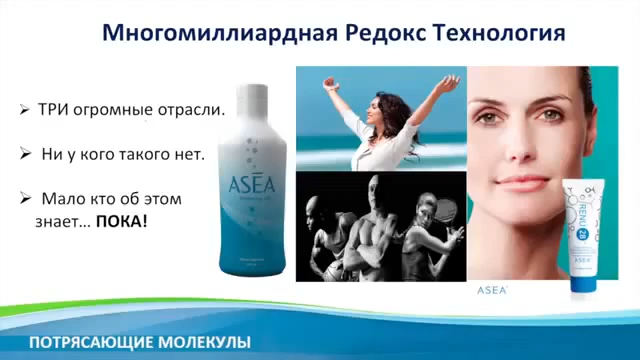 Многомиллиардная Редокс Технология
ТРИ огромные отрасли.
Ни у кого такого нет.
Мало кто об этом
знает... ПОКА!
ASEA
RENU 28
ASEA
ASEA
ПОТРЯСАЮЩИЕ МОЛЕКУЛЫ